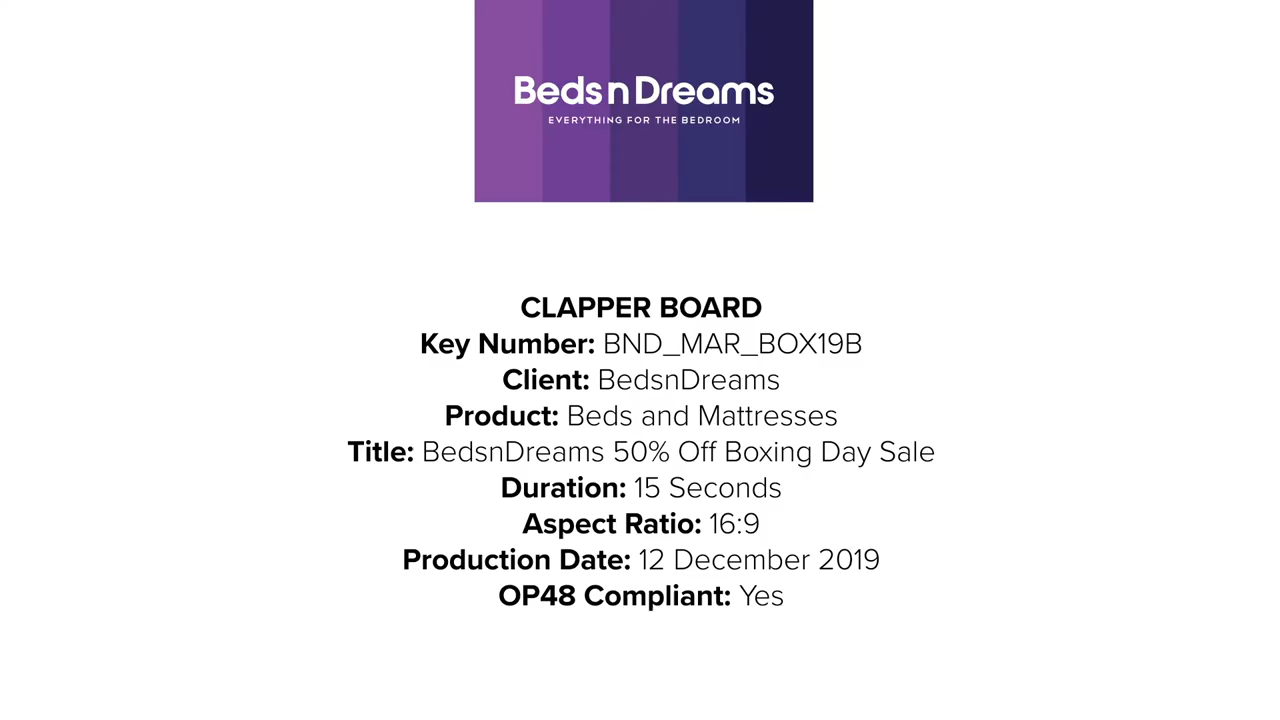 Beds n Dreams
EVERYTHING FOR THE BEDROOM
CLAPPER BOARD
Key Number: BND_MAR_BOX19B
Client: BedsnDreams
Product: Beds and Mattresses
Title: BedsnDreams 50% Off Boxing Day Sale
Duration: 15 Seconds
Aspect Ratio: 16:9
Production Date: 12 December 2019
OP48 Compliant: Yes